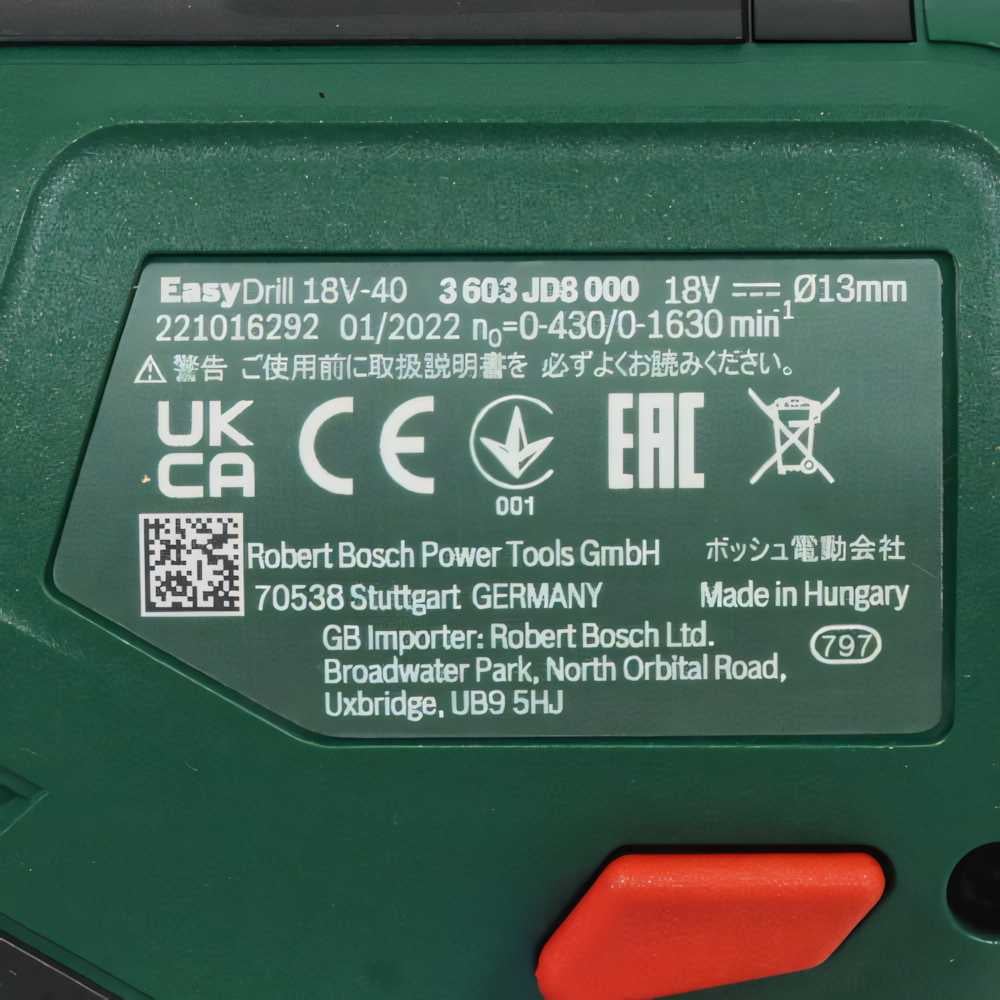 EasyDrill 18V-40 3 603 JD8 000 18V ⎓ Ø13mm
221016292 01/2022 n₀=0-430/0-1630 min⁻¹
⚠ 警告 ご使用前に取扱説明書を 必ずよくお読みください。
UK
CA
CE
EAC
001
Robert Bosch Power Tools GmbH ボッシュ電動会社
70538 Stuttgart GERMANY Made in Hungary
GB Importer: Robert Bosch Ltd. 797
Broadwater Park, North Orbital Road,
Uxbridge, UB9 5HJ